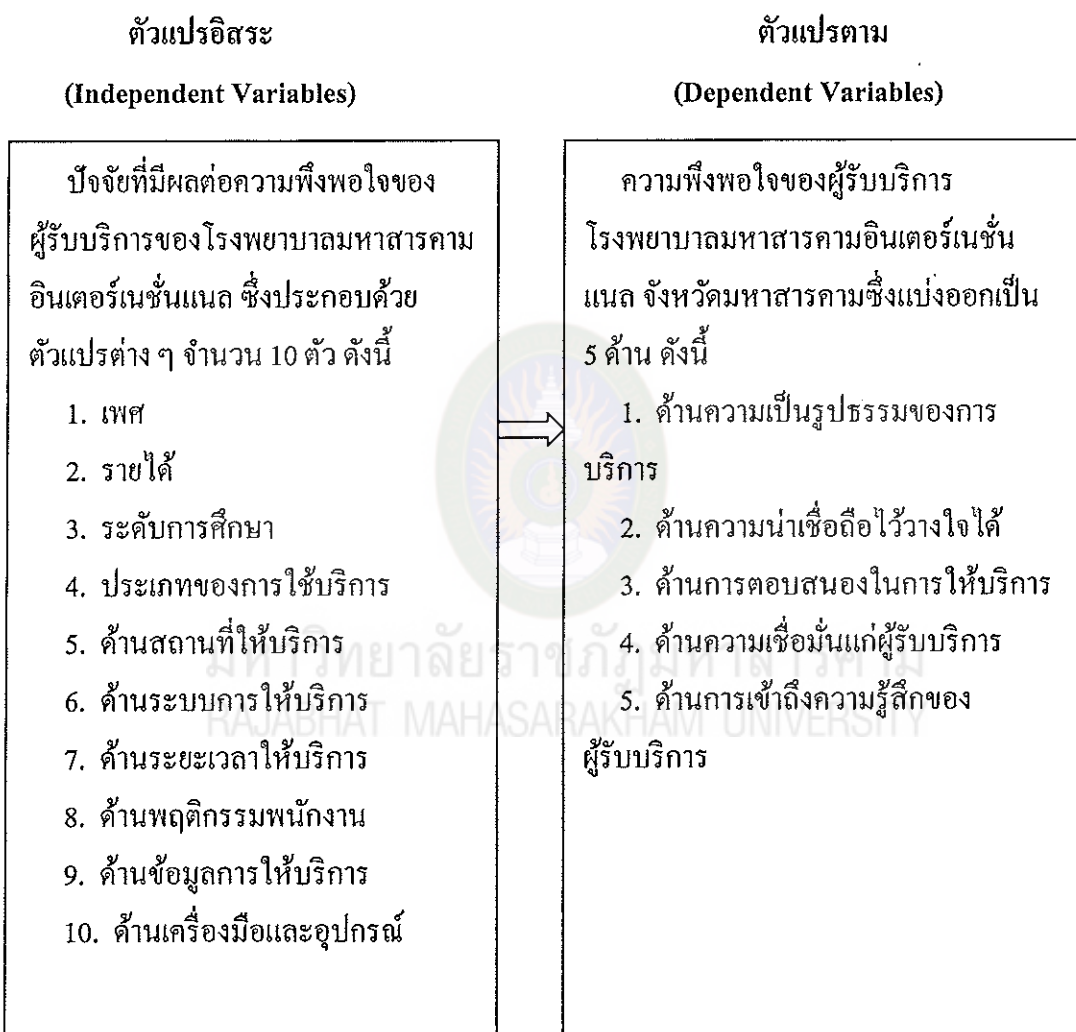 ตัวแปรอิสระ
(Independent Variables)
ปัจจัยที่มีผลต่อความพึงพอใจของ
ผู้รับบริการของโรงพยาบาลมหาสารคาม
อินเตอร์เนชั่นแนล ซึ่งประกอบด้วย
ตัวแปรต่าง ๆ จำนวน 10 ตัว ดังนี้
1. เพศ
2. รายได้
3. ระดับการศึกษา
4. ประเภทของการใช้บริการ
5. ด้านสถานที่ให้บริการ
6. ด้านระบบการให้บริการ
7. ด้านระยะเวลาให้บริการ
8. ด้านพฤติกรรมพนักงาน
9. ด้านข้อมูลการให้บริการ
10. ด้านเครื่องมือและอุปกรณ์
ตัวแปรตาม
(Dependent Variables)
ความพึงพอใจของผู้รับบริการ
โรงพยาบาลมหาสารคามอินเตอร์เนชั่น
แนล จังหวัดมหาสารคามซึ่งแบ่งออกเป็น
5 ด้าน ดังนี้
1. ด้านความเป็นรูปธรรมของการ
บริการ
2. ด้านความน่าเชื่อถือไว้วางใจได้
3. ด้านการตอบสนองในการให้บริการ
4. ด้านความเชื่อมั่นแก่ผู้รับบริการ
5. ด้านการเข้าถึงความรู้สึกของ
ผู้รับบริการ
มหาวิทยาลัยราชภัฏมหาสารคาม
RAJABHAT MAHASARAKHAM UNIVERSITY